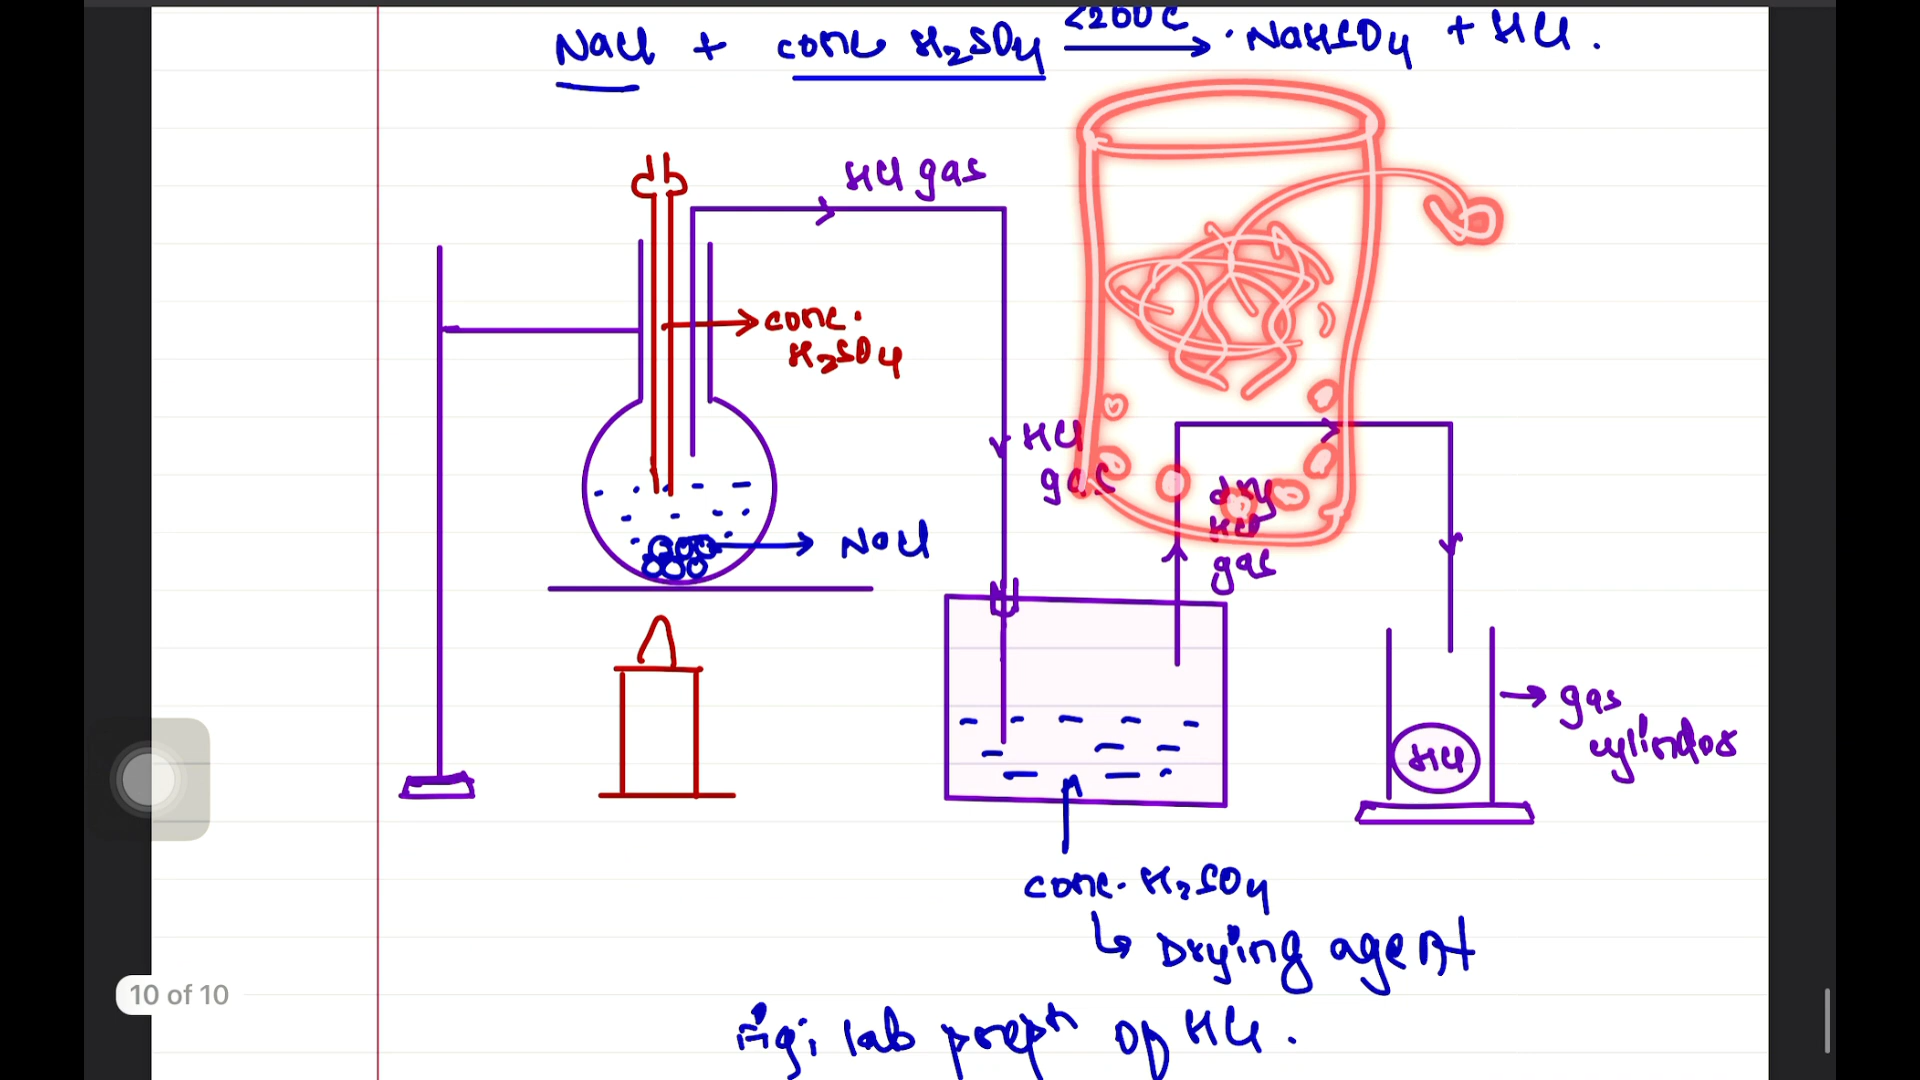 <200C
NaCl + conc H₂SO₄ → NaHSO₄ + HCl.
HCl gas
→ conc.
H₂SO₄
HCl
gas
dry
HCl
gas
→ NaCl
→ gas
cylinder
HCl
conc. H₂SO₄
↳ Drying agent
10 of 10
Fig; lab prepⁿ of HCl.